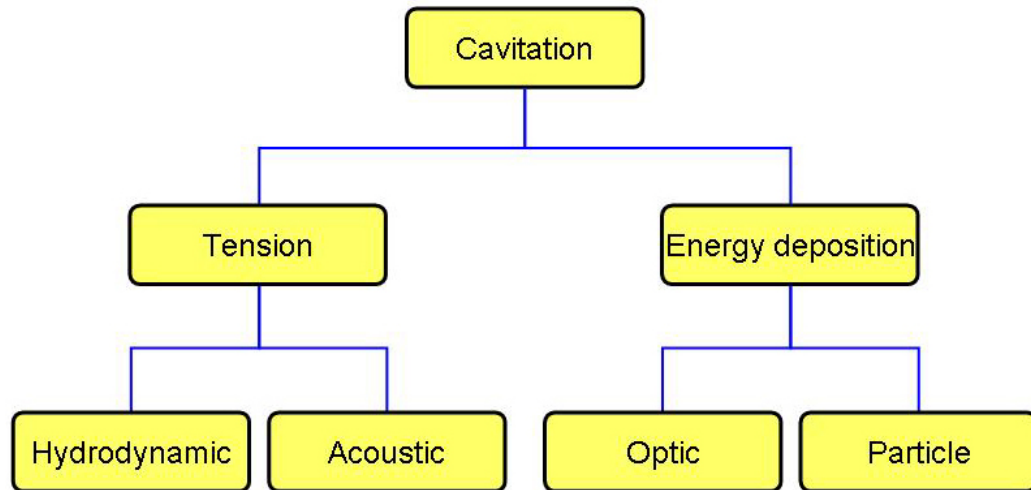 Cavitation
Tension
Energy deposition
Hydrodynamic
Acoustic
Optic
Particle